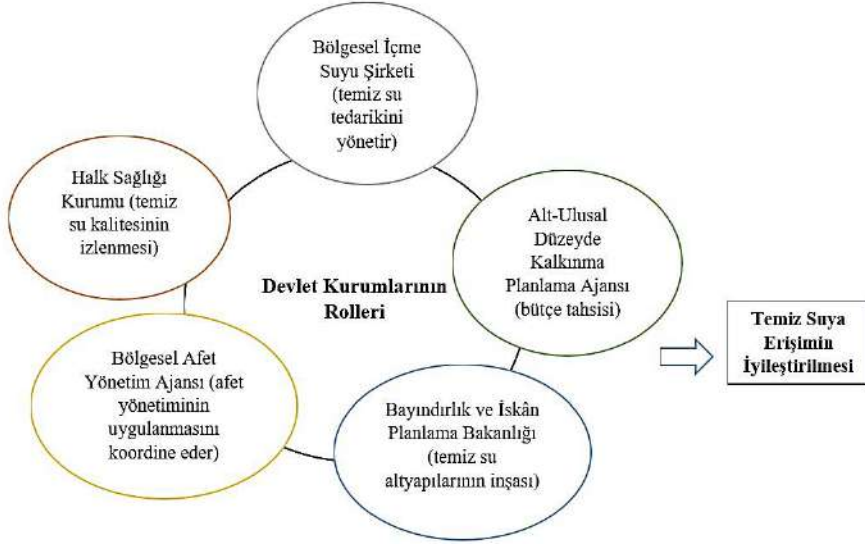 Bölgesel İçme
Suyu Şirketi
(temiz su
tedarikini
yönetir)
Halk Sağlığı
Kurumu (temiz
su kalitesinin
izlenmesi)
Alt-Ulusal
Düzeyde
Kalkınma
Planlama Ajansı
(bütçe tahsisi)
Devlet Kurumlarının
Rolleri
Temiz Suya
Erişimin
İyileştirilmesi
Bölgesel Afet
Yönetim Ajansı (afet
yönetiminin
uygulanmasını
koordine eder)
Bayındırlık ve İskân
Planlama Bakanlığı
(temiz su
altyapılarının inşası)